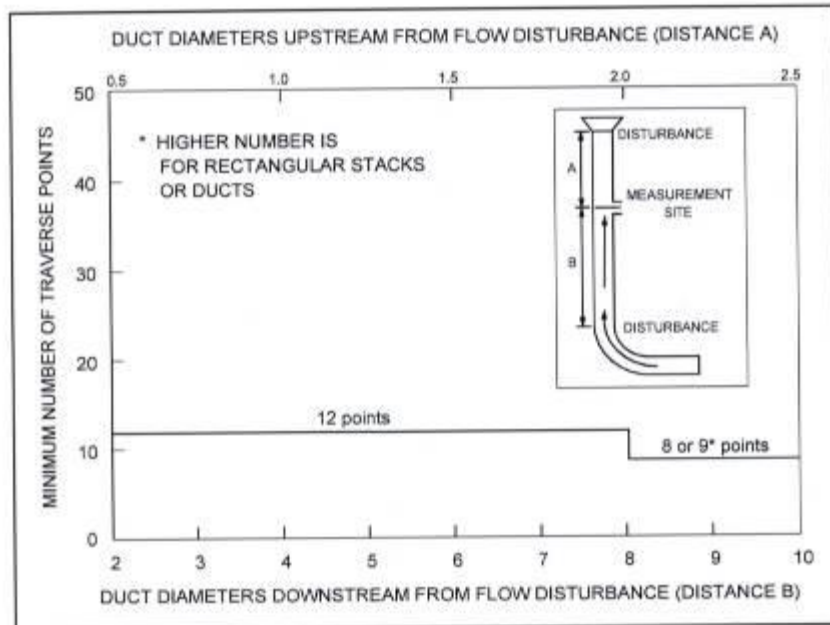 DUCT DIAMETERS UPSTREAM FROM FLOW DISTURBANCE (DISTANCE A)
0.5 1.0 1.5 2.0 2.5
50
40
30
20
10
0
MINIMUM NUMBER OF TRAVERSE POINTS
* HIGHER NUMBER IS
FOR RECTANGULAR STACKS
OR DUCTS
DISTURBANCE
A
MEASUREMENT
SITE
B
DISTURBANCE
12 points
8 or 9* points
2 3 4 5 6 7 8 9 10
DUCT DIAMETERS DOWNSTREAM FROM FLOW DISTURBANCE (DISTANCE B)